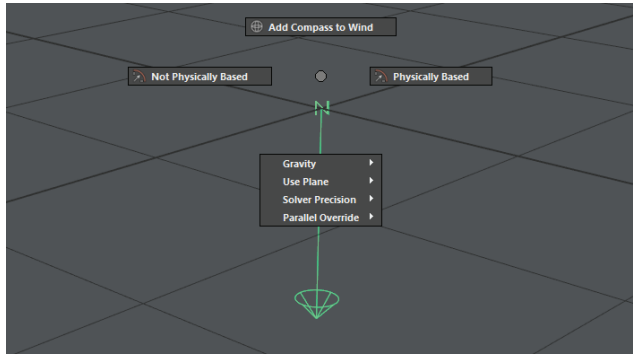 Add Compass to Wind
Not Physically Based
Physically Based
N
Gravity
Use Plane
Solver Precision
Parallel Override